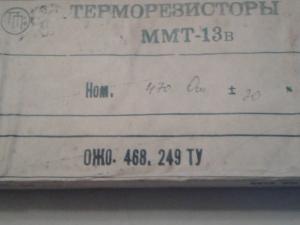 ТЕРМОРЕЗИСТОРЫ
ММТ-13в
Ном. 470 Ом ± 20 %
ОЖО. 468. 249 ТУ